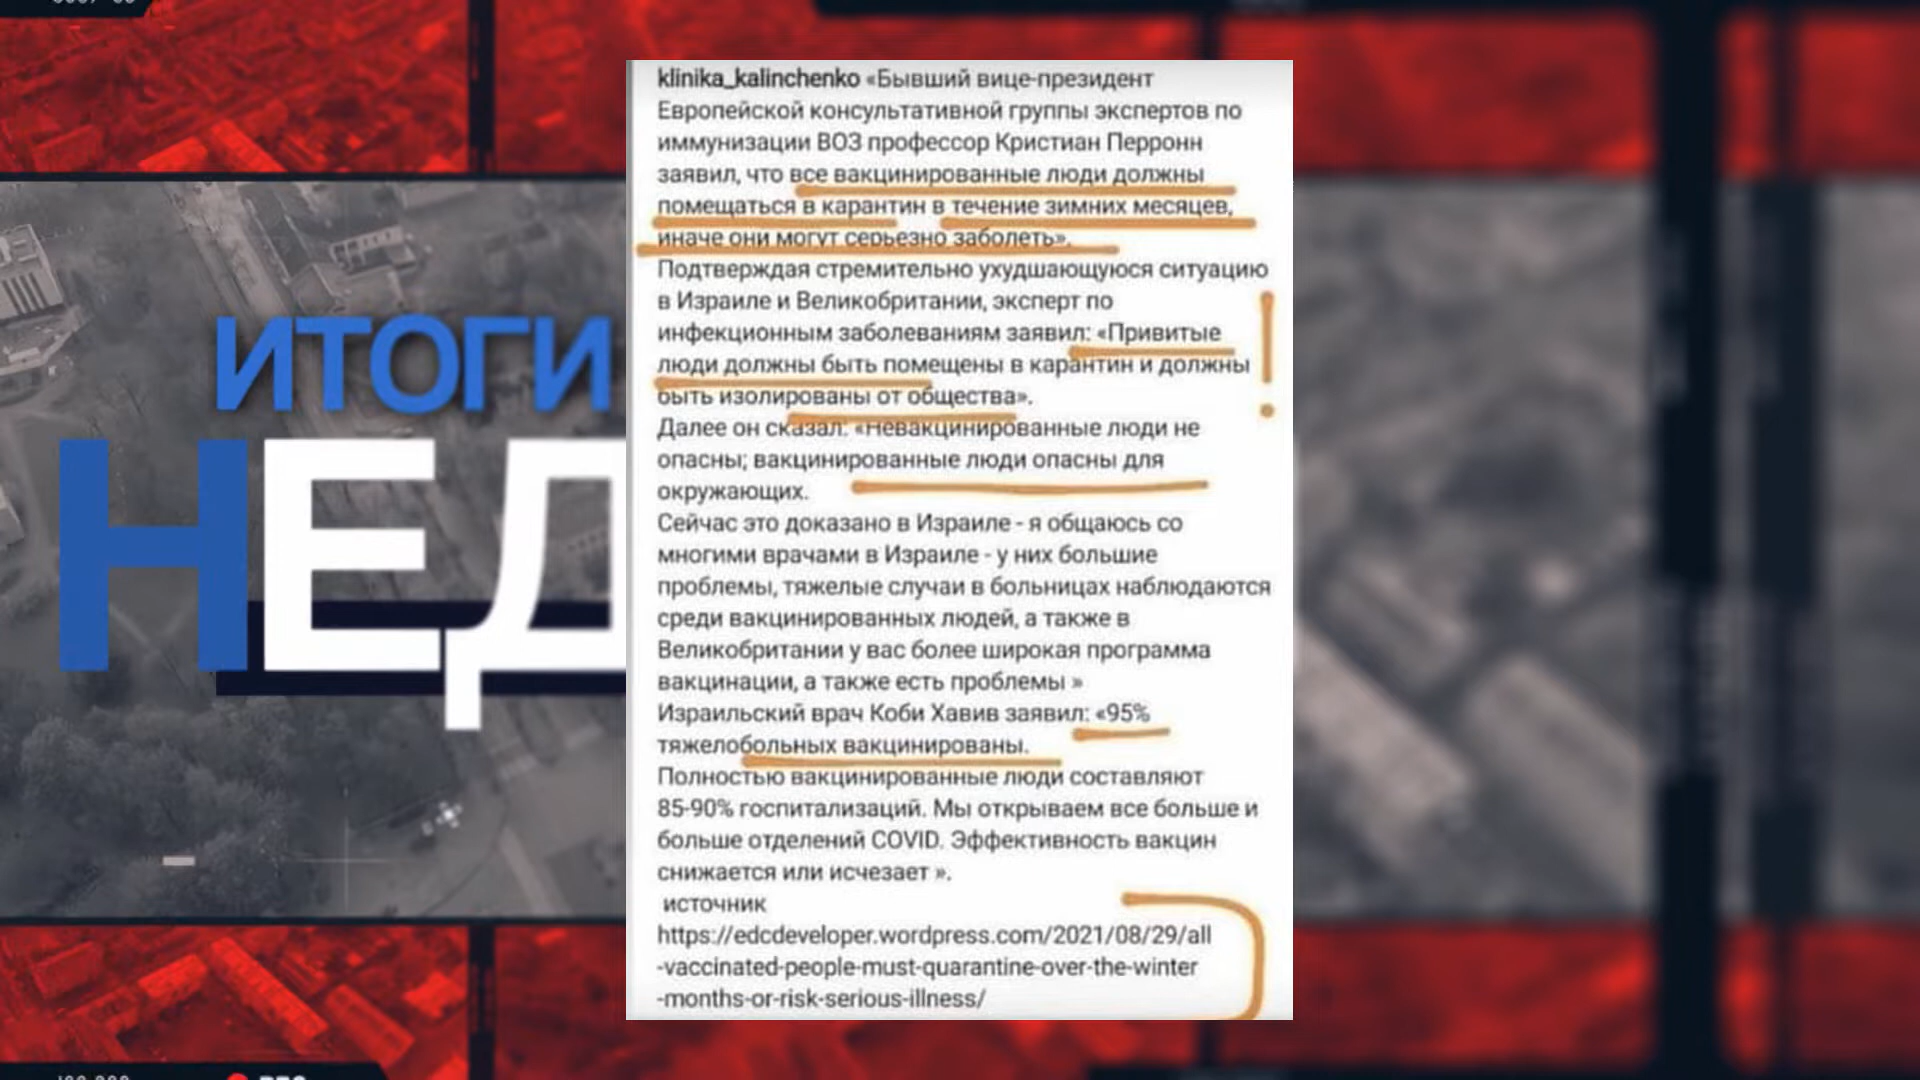 ИТОГИ
НЕД
klinika_kalinchenko «Бывший вице-президент
Европейской консультативной группы экспертов по
иммунизации ВОЗ профессор Кристиан Перронн
заявил, что все вакцинированные люди должны
помещаться в карантин в течение зимних месяцев,
иначе они могут серьезно заболеть».
Подтверждая стремительно ухудшающуюся ситуацию
в Израиле и Великобритании, эксперт по
инфекционным заболеваниям заявил: «Привитые
люди должны быть помещены в карантин и должны
быть изолированы от общества».
Далее он сказал: «Невакцинированные люди не
опасны; вакцинированные люди опасны для
окружающих.
Сейчас это доказано в Израиле - я общаюсь со
многими врачами в Израиле - у них большие
проблемы, тяжелые случаи в больницах наблюдаются
среди вакцинированных людей, а также в
Великобритании у вас более широкая программа
вакцинации, а также есть проблемы »
Израильский врач Коби Хавив заявил: «95%
тяжелобольных вакцинированы.
Полностью вакцинированные люди составляют
85-90% госпитализаций. Мы открываем все больше и
больше отделений COVID. Эффективность вакцин
снижается или исчезает ».
источник
https://edcdeveloper.wordpress.com/2021/08/29/all
-vaccinated-people-must-quarantine-over-the-winter
-months-or-risk-serious-illness/